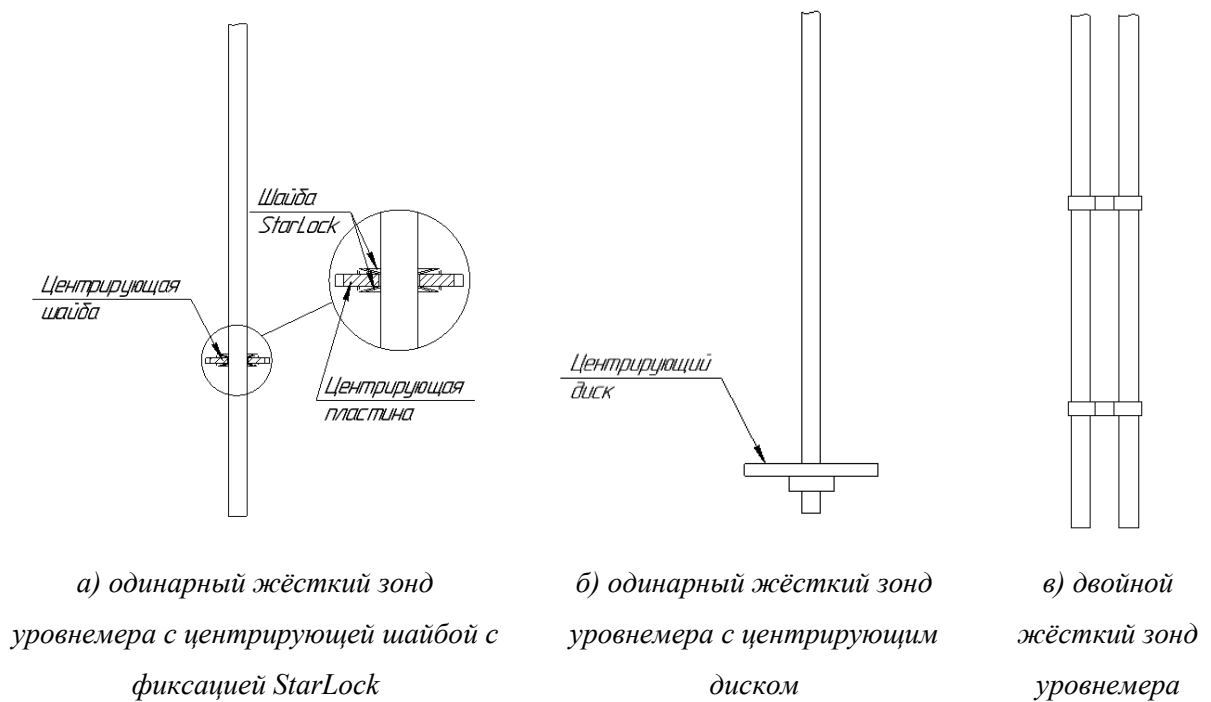 Шайба
StarLock
Центрирующая
шайба
Центрирующая
пластина
Центрирующий
диск
а) одинарный жёсткий зонд
уровнемера с центрирующей шайбой с
фиксацией StarLock
б) одинарный жёсткий зонд
уровнемера с центрирующим
диском
в) двойной
жёсткий зонд
уровнемера